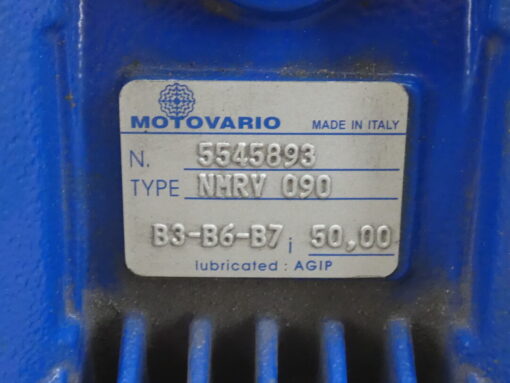 MOTOVARIO MADE IN ITALY
N. 5545893
TYPE NMRV 090
B3-B6-B7 i 50,00
lubricated : AGIP